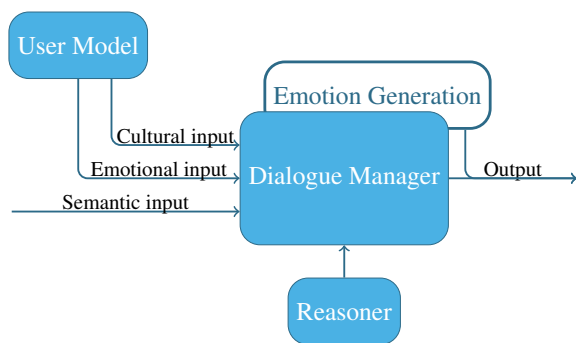 User Model
Emotion Generation
Cultural input
Emotional input
Dialogue Manager
Output
Semantic input
Reasoner